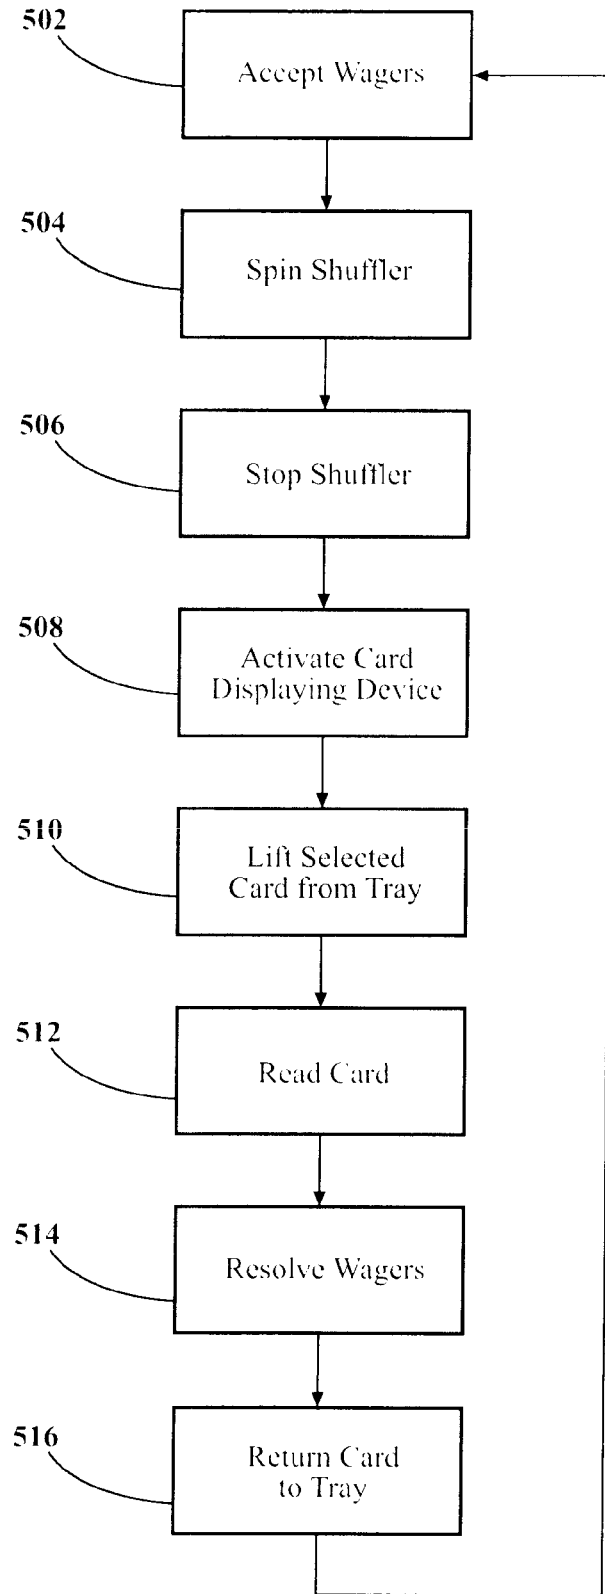 502
Accept Wagers
504
Spin Shuffler
506
Stop Shuffler
508
Activate Card
Displaying Device
510
Lift Selected
Card from Tray
512
Read Card
514
Resolve Wagers
516
Return Card
to Tray